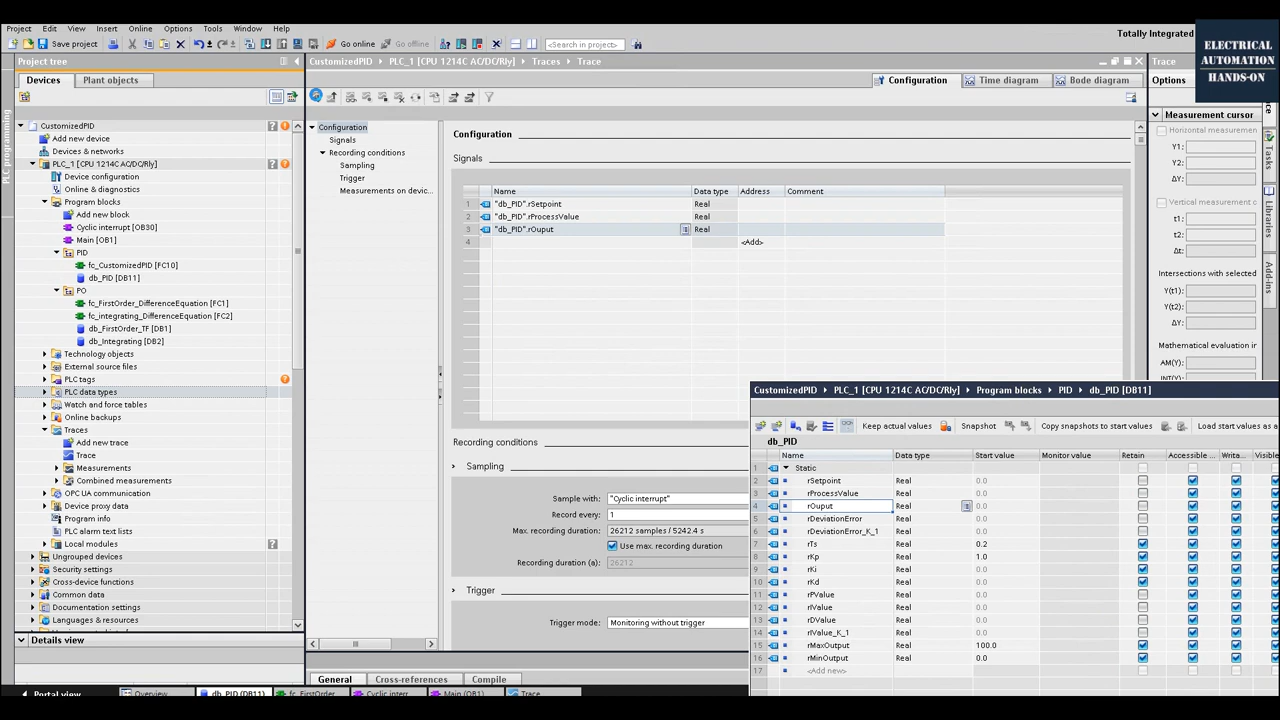 Project Edit View Insert Online Options Tools Window Help
Totally Integrated
Save project Go online Go offline <Search in project>
ELECTRICAL
AUTOMATION
HANDS-ON
Project tree
CustomizedPID PLC_1 [CPU 1214C AC/DC/Rly] Traces Trace
Devices Plant objects
Configuration Time diagram Bode diagram
Options
PLC programming
CustomizedPID
Add new device
Devices & networks
PLC_1 [CPU 1214C AC/DC/Rly]
Device configuration
Online & diagnostics
Program blocks
Add new block
Cyclic interrupt [OB30]
Main [OB1]
PID
fc_CustomizedPID [FC10]
db_PID [DB11]
PO
fc_FirstOrder_DifferenceEquation [FC1]
fc_integrating_DifferenceEquation [FC2]
db_FirstOrder_TF [DB1]
db_Integrating [DB2]
Technology objects
External source files
PLC tags
PLC data types
Watch and force tables
Online backups
Traces
Add new trace
Trace
Measurements
Combined measurements
OPC UA communication
Device proxy data
Program info
PLC alarm text lists
Local modules
Ungrouped devices
Security settings
Cross-device functions
Common data
Documentation settings
Languages & resources
Details view
Configuration
Signals
Recording conditions
Sampling
Trigger
Measurements on devic...
Configuration
Signals
Name Data type Address Comment
1 "db_PID".rSetpoint Real
2 "db_PID".rProcessValue Real
3 "db_PID".rOuput Real
4 <Add>
Recording conditions
Sampling
Sample with: "Cyclic interrupt"
Record every: 1
Max. recording duration: 26212 samples / 5242.4 s
Use max. recording duration
Recording duration (a): 26212
Trigger
Trigger mode: Monitoring without trigger
General Cross-references Compile
Measurement cursor
Horizontal measuremen
Y1:
Y2:
ΔY:
Vertical measurement c
t1:
t2:
Δt:
Intersections with selected
Y(t1):
Y(t2):
ΔY:
Mathematical evaluation in
AM(Y):
INT(Y):
Tasks
Libraries
Add-ins
CustomizedPID PLC_1 [CPU 1214C AC/DC/Rly] Program blocks PID db_PID [DB11]
Keep actual values Snapshot Copy snapshots to start values Load start values as a
db_PID
Name Data type Start value Monitor value Retain Accessible ... Writa... Visible
1 Static
2 rSetpoint Real 0.0
3 rProcessValue Real 0.0
4 rOuput Real 0.0
5 rDeviationError Real 0.0
6 rDeviationError_K_1 Real 0.0
7 rTs Real 0.2
8 rKp Real 1.0
9 rKi Real 0.0
10 rKd Real 0.0
11 rPValue Real 0.0
12 rIValue Real 0.0
13 rDValue Real 0.0
14 rIValue_K_1 Real 0.0
15 rMaxOutput Real 100.0
16 rMinOutput Real 0.0
17 <Add new>
Portal view Overview db_PID (DB11) fc_FirstOrder... Cyclic interr... Main (OB1) Trace